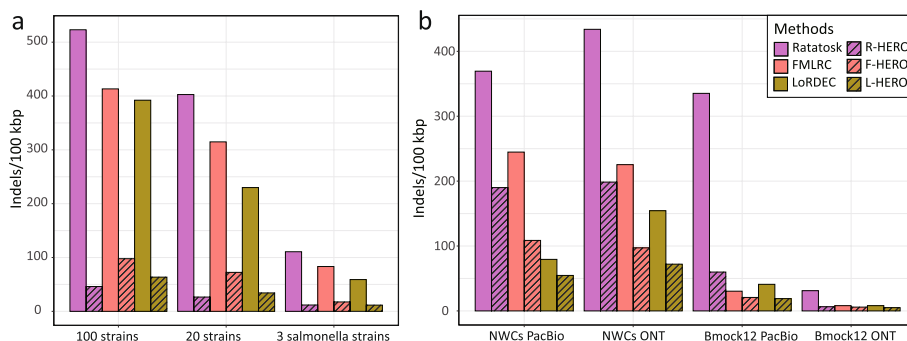 a
Indels/100 kbp
500
400
300
200
100
0
100 strains 20 strains 3 salmonella strains
b
Indels/100 kbp
400
300
200
100
0
NWCs PacBio NWCs ONT Bmock12 PacBio Bmock12 ONT
Methods
Ratatosk R-HERO
FMLRC F-HERO
LoRDEC L-HERO